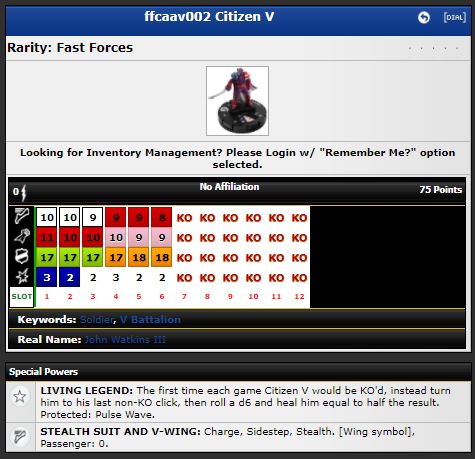 ffcaav002 Citizen V
[DIAL]
Rarity: Fast Forces
Looking for Inventory Management? Please Login w/ "Remember Me?" option
selected.
0 No Affiliation 75 Points
10 10 9 9 9 8 KO KO KO KO KO KO
11 10 10 10 9 9 KO KO KO KO KO KO
17 17 17 17 18 18 KO KO KO KO KO KO
3 2 2 3 2 2 KO KO KO KO KO KO
SLOT 1 2 3 4 5 6 7 8 9 10 11 12
Keywords: Soldier, V Battalion
Real Name: John Watkins III
Special Powers
LIVING LEGEND: The first time each game Citizen V would be KO'd, instead turn
him to his last non-KO click, then roll a d6 and heal him equal to half the result.
Protected: Pulse Wave.
STEALTH SUIT AND V-WING: Charge, Sidestep, Stealth. [Wing symbol],
Passenger: 0.